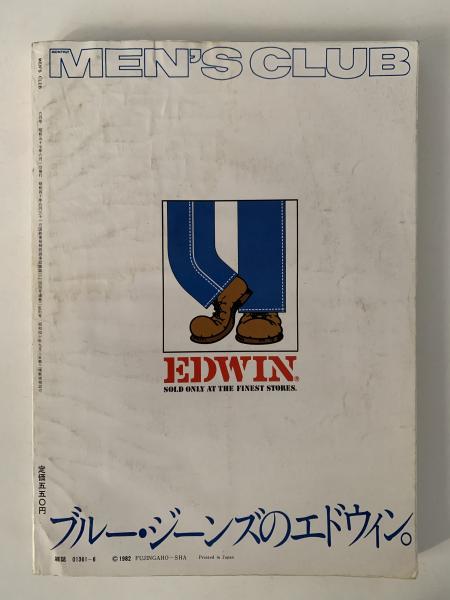 MONTHLY
MEN'S CLUB
MEN'S CLUB
EDWIN®
SOLD ONLY AT THE FINEST STORES.
定価五五〇円
ブルー・ジーンズのエドウィン。
雑誌 01361-6 ©1982 FUJINGAHO-SHA Printed in Japan